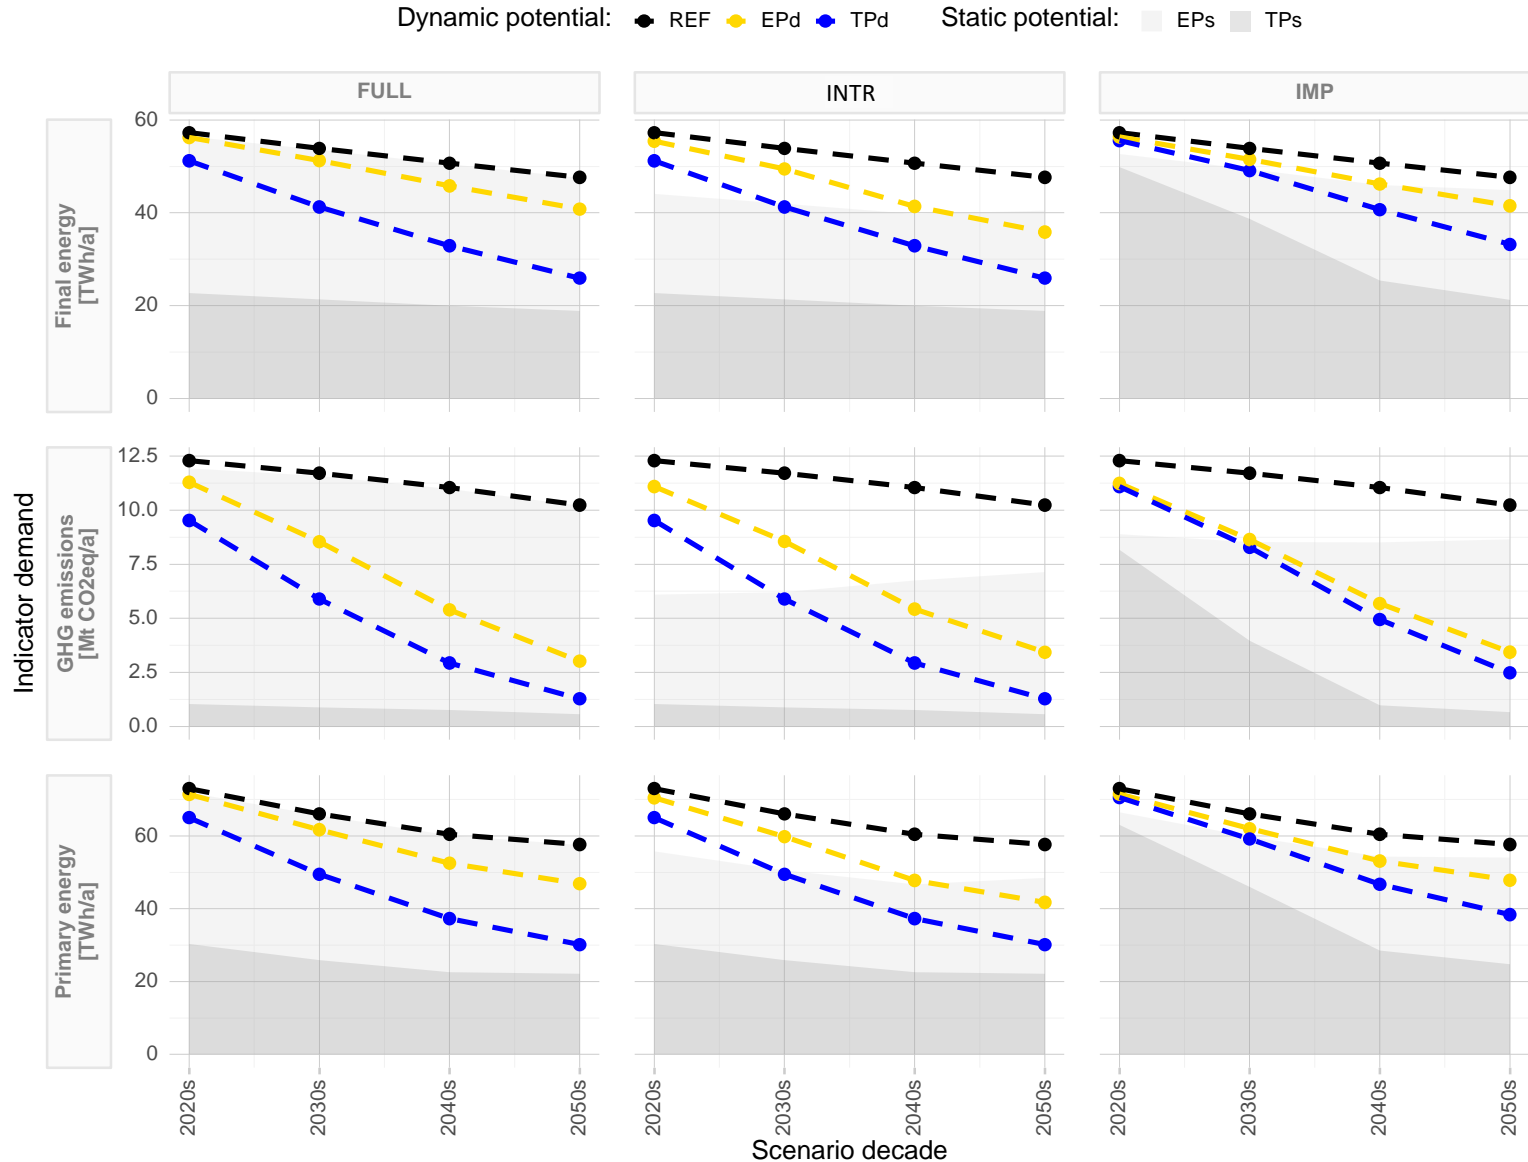 Dynamic potential: REF EPd TPd Static potential: EPs TPs
FULL INTR IMP
Indicator demand
Final energy
[TWh/a]
60
40
20
0
GHG emissions
[Mt CO2eq/a]
12.5
10.0
7.5
5.0
2.5
0.0
Primary energy
[TWh/a]
60
40
20
0
2020s 2030s 2040s 2050s 2020s 2030s 2040s 2050s 2020s 2030s 2040s 2050s
Scenario decade